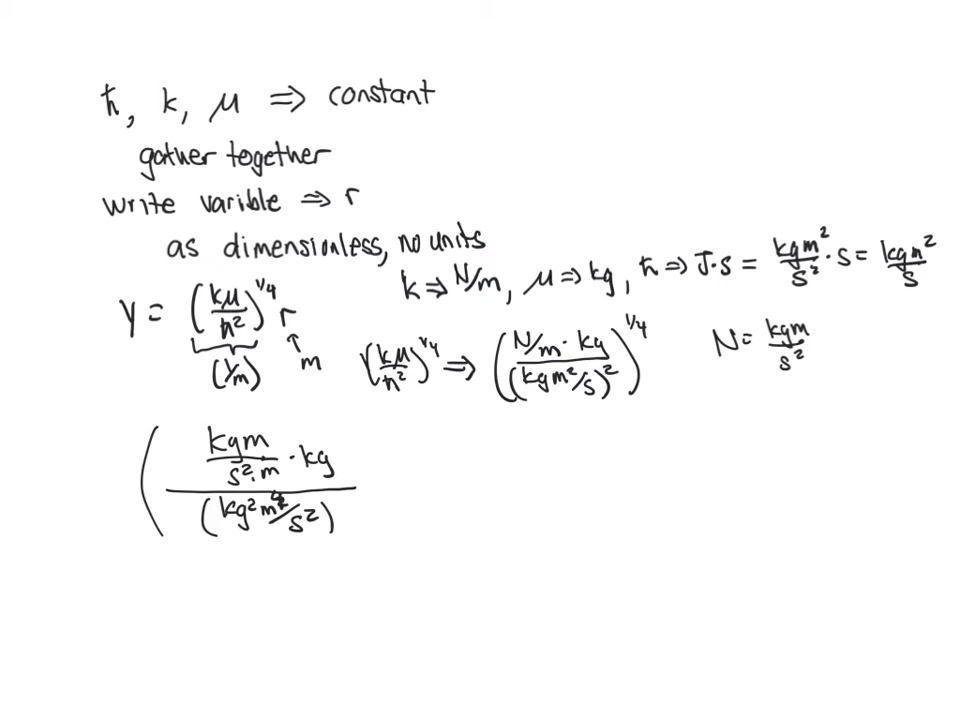 ħ, k, μ ⇒ constant
gather together
write varible ⇒ r
as dimensionless, no units
k ⇒ N/m, μ ⇒ kg, ħ ⇒ J·s = kgm²/s² · s = kgm²/s
γ = (kμ/ħ²)^1/4 r
(1/m) ↑ m
(kμ/ħ²)^1/4 ⇒ (N/m · kg/(kgm²/s)²)^1/4
N = kgm/s²
( kgm/s²·m · kg
(kg²m⁴/s²)